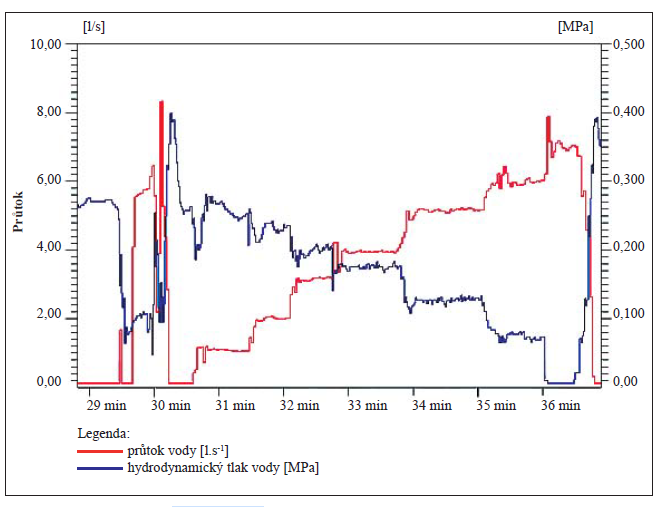 [l/s] [MPa]
10,00 0,500
8,00 0,400
6,00 0,300
Průtok
4,00 0,200
2,00 0,100
0,00 0,00
29 min 30 min 31 min 32 min 33 min 34 min 35 min 36 min
Legenda:
průtok vody [l.s⁻¹]
hydrodynamický tlak vody [MPa]